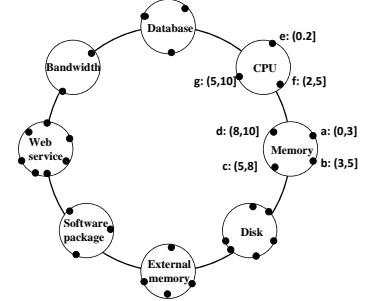 Database
e: (0.2]
Bandwidth
CPU
g: (5,10]
f: (2,5]
d: (8,10]
a: (0,3]
Web
service
Memory
b: (3,5]
c: (5,8]
Software
package
Disk
External
memory